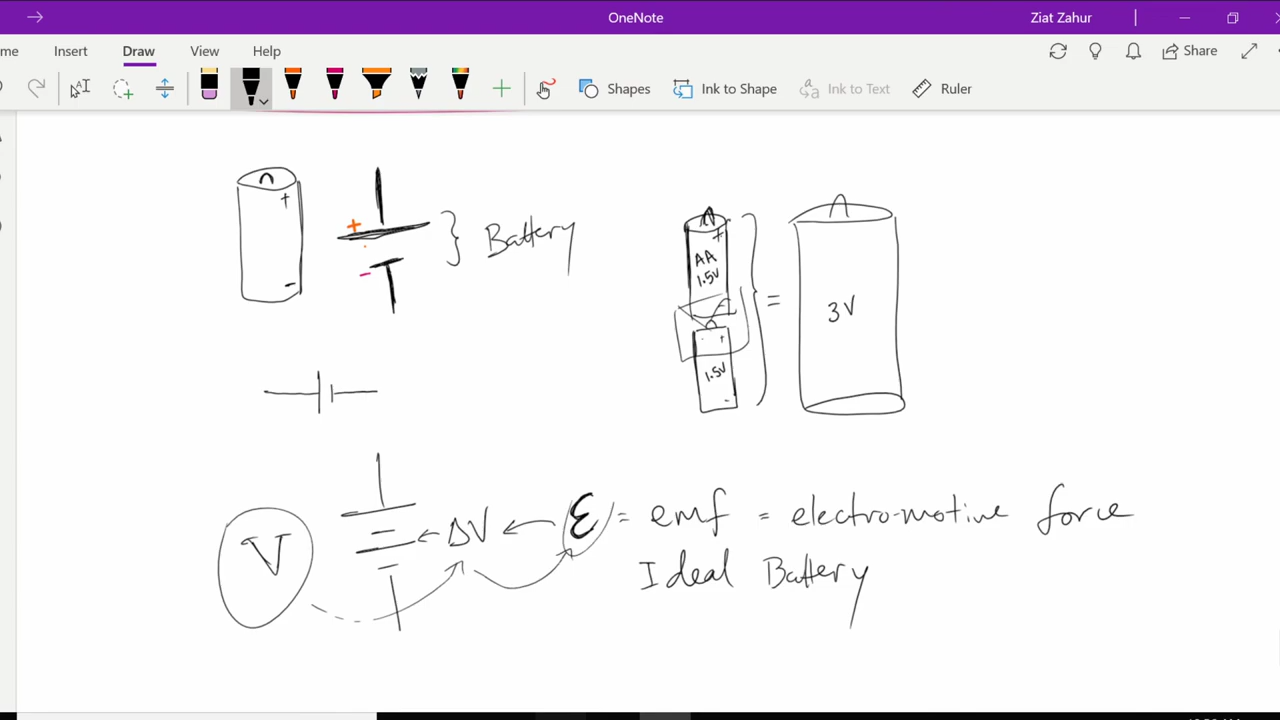 OneNote
Ziat Zahur
Insert Draw View Help
Share
Shapes
Ink to Shape
Ink to Text
Ruler
+
-
+
-
Battery
+
AA
1.5V
+
1.5V
-
=
3V
V
ΔV
ε = emf = electro-motive force
Ideal Battery